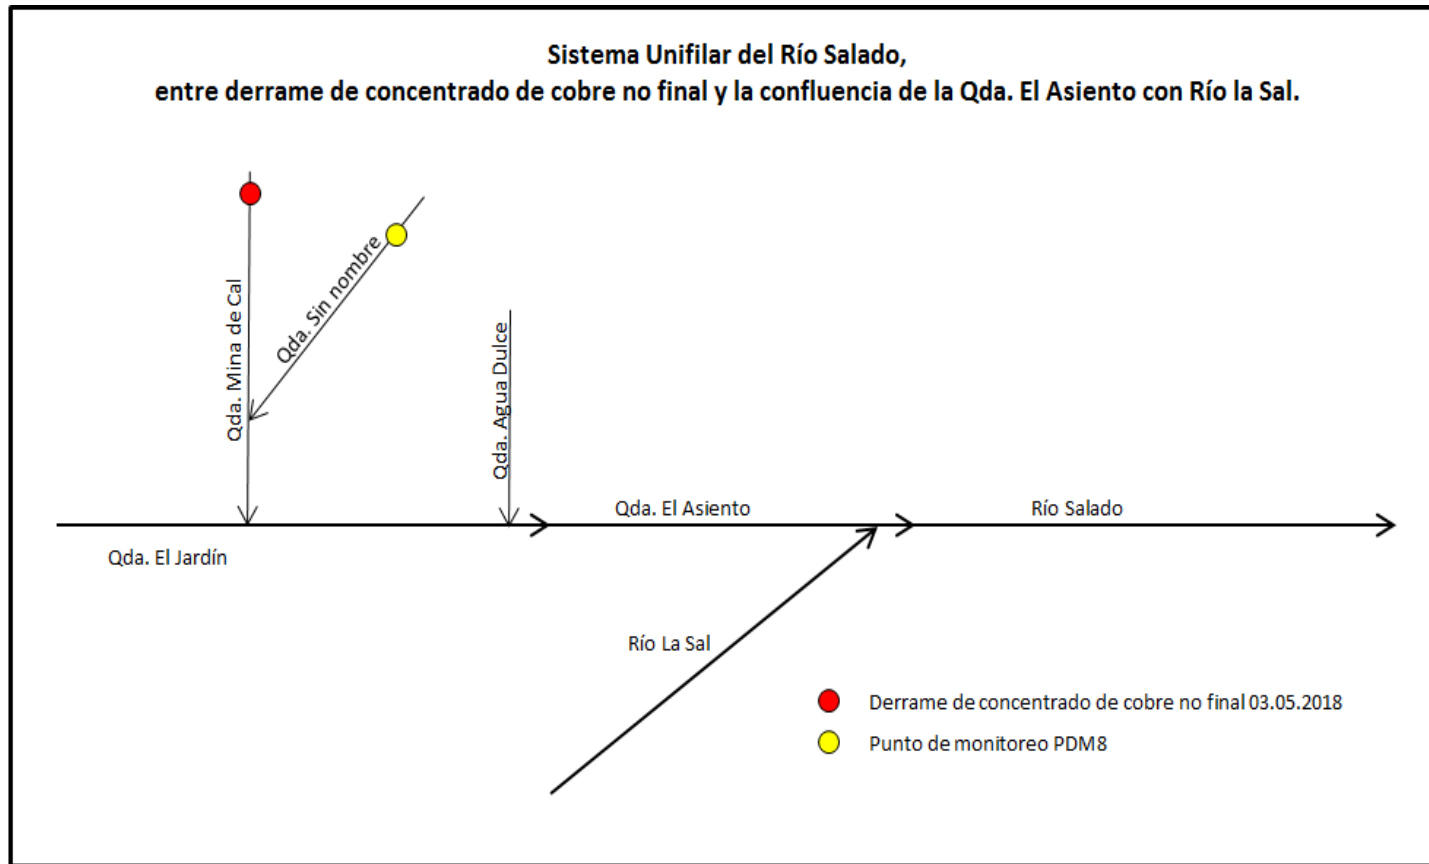 Sistema Unifilar del Río Salado,
entre derrame de concentrado de cobre no final y la confluencia de la Qda. El Asiento con Río la Sal.
Qda. Mina de Cal
Qda. Sin nombre
Qda. Agua Dulce
Qda. El Asiento
Río Salado
Qda. El Jardín
Río La Sal
Derrame de concentrado de cobre no final 03.05.2018
Punto de monitoreo PDM8